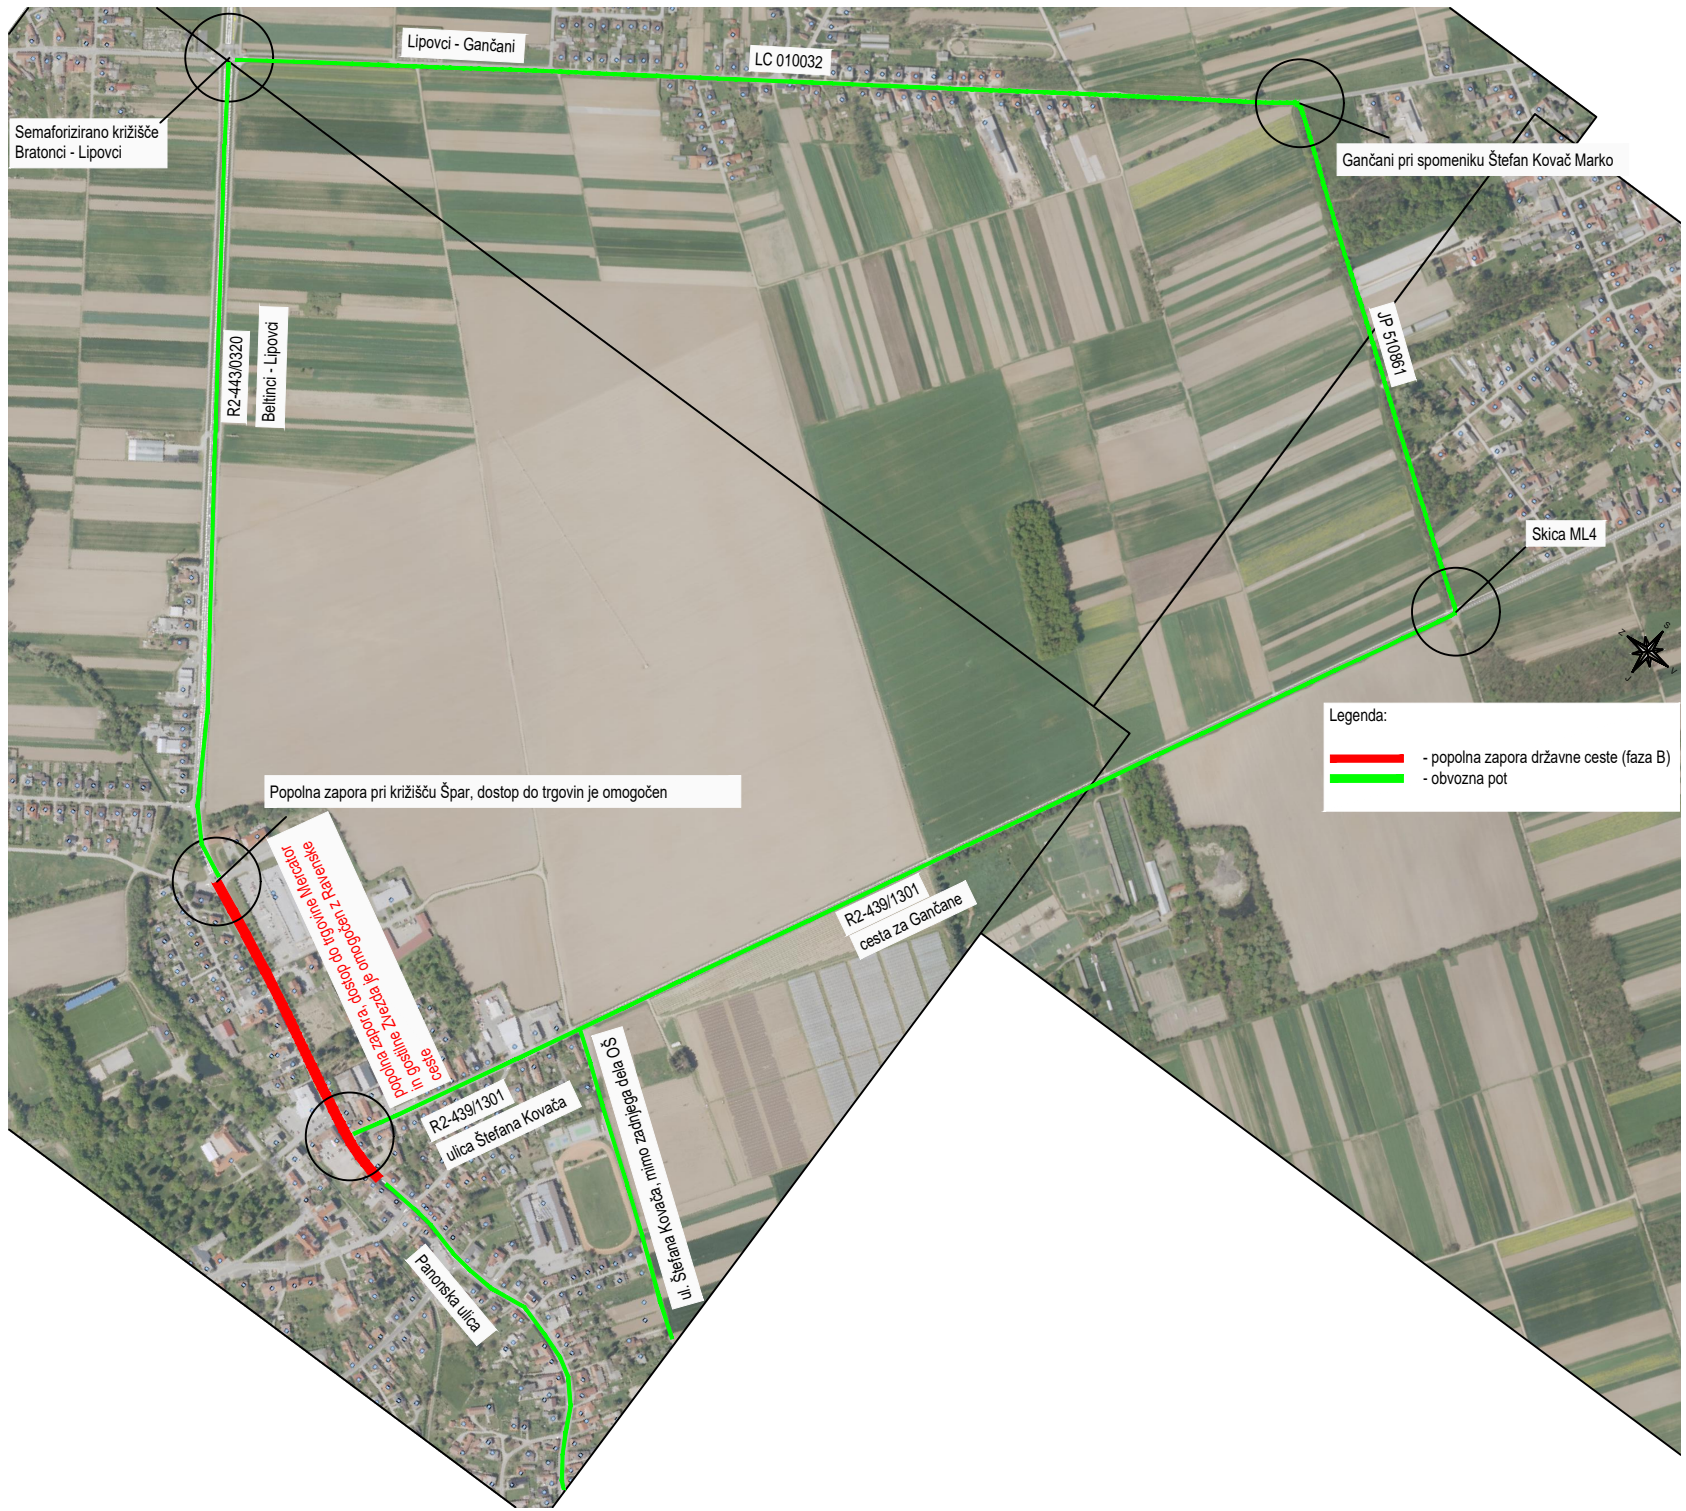 Lipovci - Gančani
LC 010032
Semaforizirano križišče
Bratonci - Lipovci
Gančani pri spomeniku Štefan Kovač Marko
R2-443/0320
Beltinci - Lipovci
JP 510861
Skica ML4
Z
S
J
V
Legenda:
- popolna zapora državne ceste (faza B)
- obvozna pot
Popolna zapora pri križišču Špar, dostop do trgovin je omogočen
popolna zapora, dostop do trgovine Mercator
in gostilne Zvezda je omogočen z Ravenske
ceste
R2-439/1301
cesta za Gančane
R2-439/1301
ulica Štefana Kovača
ul. Štefana Kovača, mimo zadnjega dela OŠ
Panonska ulica